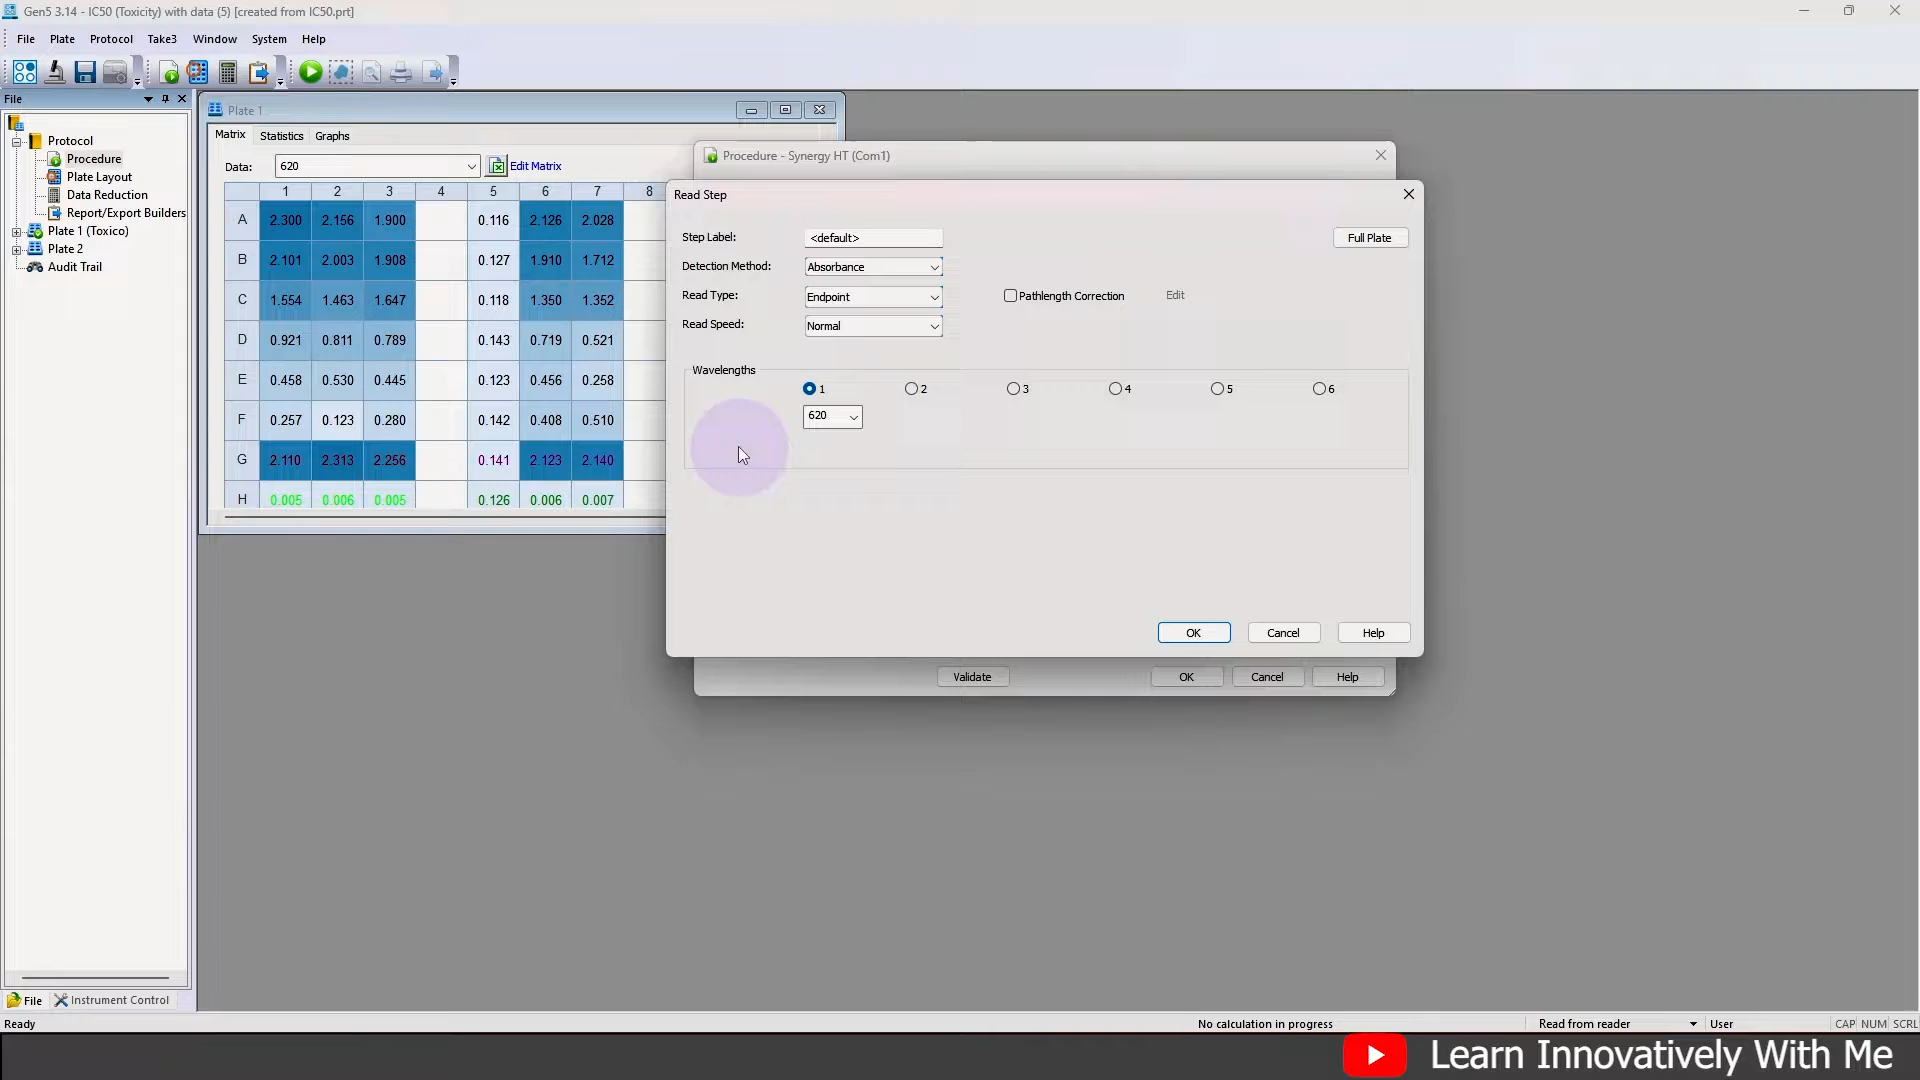 Gen5 3.14 - IC50 (Toxicity) with data (5) [created from IC50.prt]
File Plate Protocol Take3 Window System Help
File
Protocol
Procedure
Plate Layout
Data Reduction
Report/Export Builders
Plate 1 (Toxico)
Plate 2
Audit Trail
File Instrument Control
Plate 1
Matrix Statistics Graphs
Data: 620 Edit Matrix
1 2 3 4 5 6 7 8
A 2.300 2.156 1.900 0.116 2.126 2.028
B 2.101 2.003 1.908 0.127 1.910 1.712
C 1.554 1.463 1.647 0.118 1.350 1.352
D 0.921 0.811 0.789 0.143 0.719 0.521
E 0.458 0.530 0.445 0.123 0.456 0.258
F 0.257 0.123 0.280 0.142 0.408 0.510
G 2.110 2.313 2.256 0.141 2.123 2.140
H 0.005 0.006 0.005 0.126 0.006 0.007
Procedure - Synergy HT (Com1)
Read Step
Step Label: <default> Full Plate
Detection Method: Absorbance
Read Type: Endpoint Pathlength Correction Edit
Read Speed: Normal
Wavelengths
1 2 3 4 5 6
620
OK Cancel Help
Validate OK Cancel Help
Ready No calculation in progress Read from reader User CAP NUM SCRL
Learn Innovatively With Me